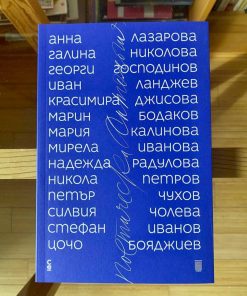 анна лазарова
галина николова
георги господинов
иван ланджев
красимира джисова
марин бодаков
мария калинова
мирела иванова
надежда радулова
никола петров
петър чухов
силвия чолева
стефан иванов
цочо бояджиев